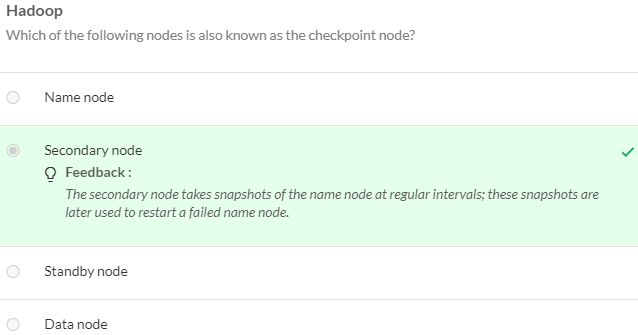 Hadoop
Which of the following nodes is also known as the checkpoint node?
Name node
Secondary node
Feedback :
The secondary node takes snapshots of the name node at regular intervals; these snapshots are
later used to restart a failed name node.
Standby node
Data node